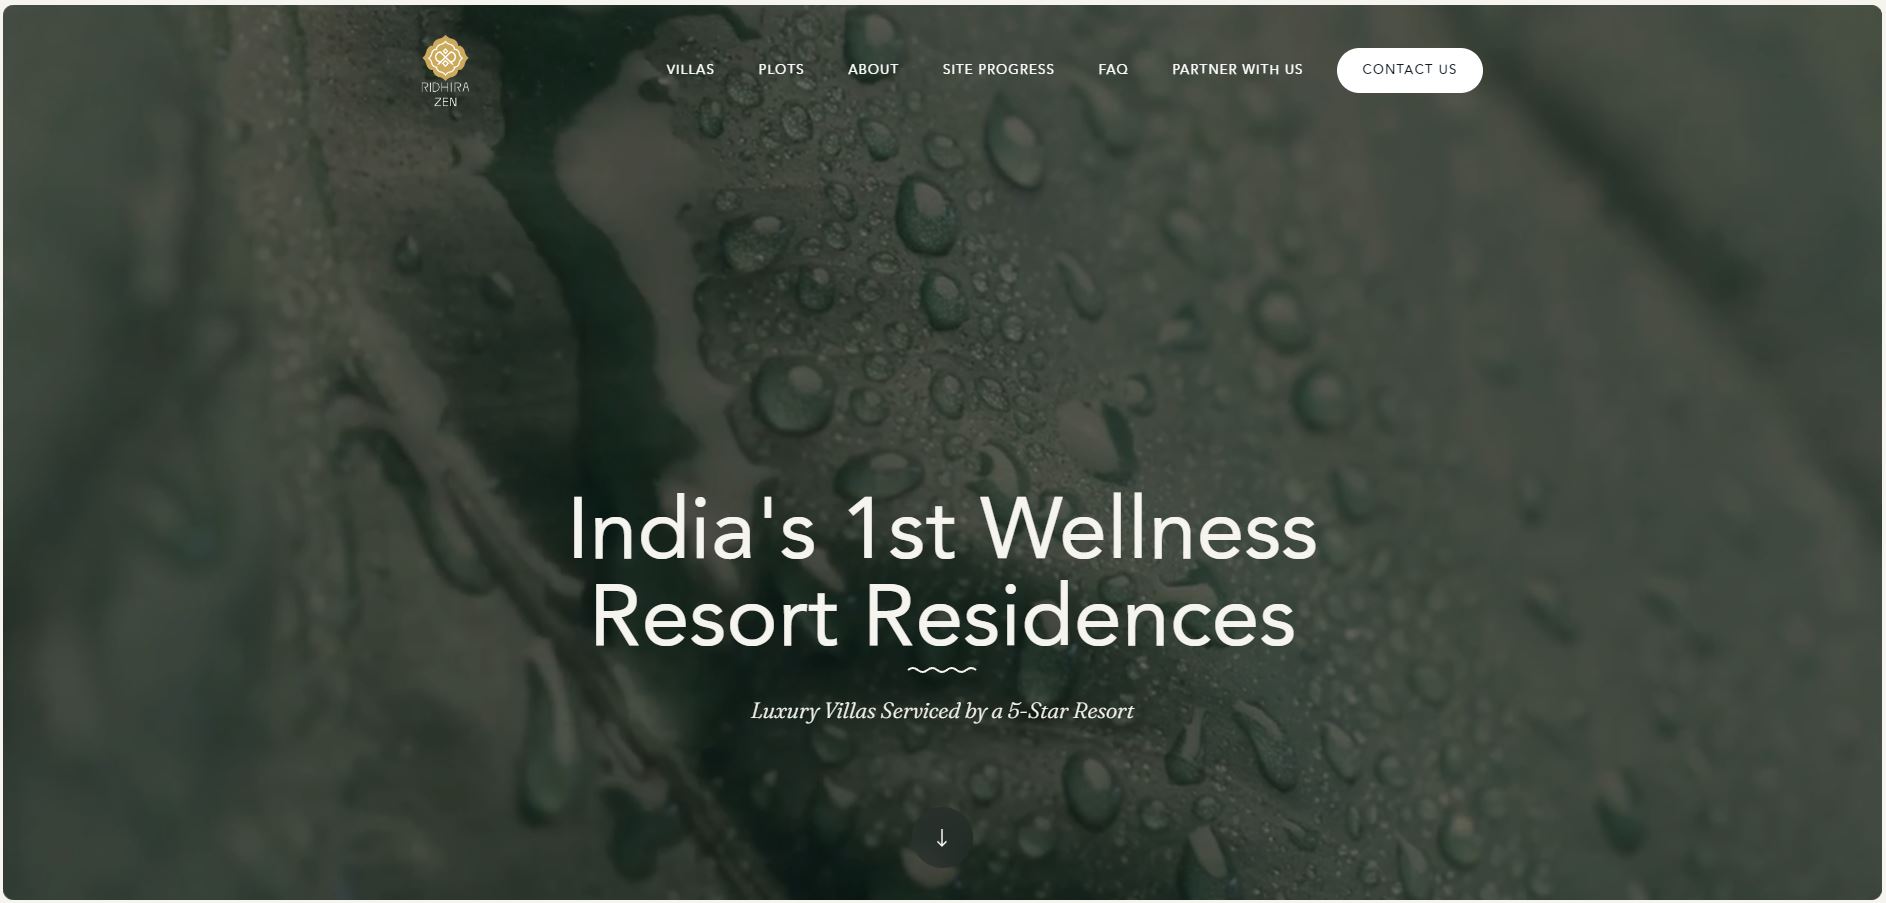 RIDHIRA
ZEN
VILLAS PLOTS ABOUT SITE PROGRESS FAQ PARTNER WITH US CONTACT US
India's 1st Wellness
Resort Residences
Luxury Villas Serviced by a 5-Star Resort